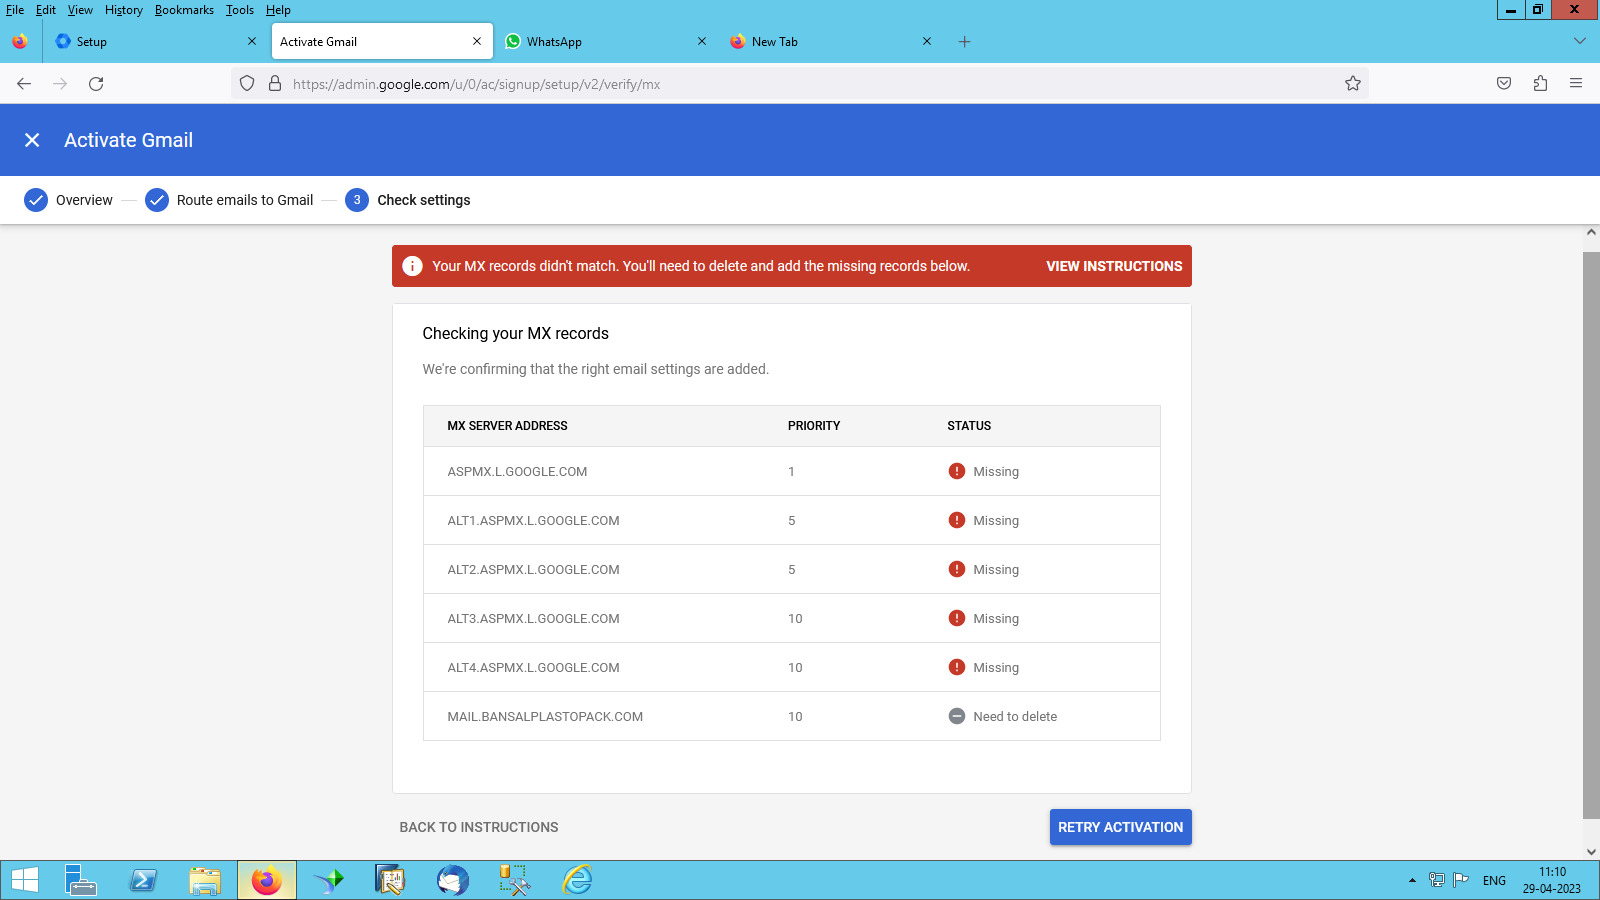 File Edit View History Bookmarks Tools Help
Setup
Activate Gmail
WhatsApp
New Tab
https://admin.google.com/u/0/ac/signup/setup/v2/verify/mx
Activate Gmail
Overview
Route emails to Gmail
3 Check settings
Your MX records didn't match. You'll need to delete and add the missing records below. VIEW INSTRUCTIONS
Checking your MX records
We're confirming that the right email settings are added.
MX SERVER ADDRESS PRIORITY STATUS
ASPMX.L.GOOGLE.COM 1 Missing
ALT1.ASPMX.L.GOOGLE.COM 5 Missing
ALT2.ASPMX.L.GOOGLE.COM 5 Missing
ALT3.ASPMX.L.GOOGLE.COM 10 Missing
ALT4.ASPMX.L.GOOGLE.COM 10 Missing
MAIL.BANSALPLASTOPACK.COM 10 Need to delete
BACK TO INSTRUCTIONS RETRY ACTIVATION
ENG
11:10
29-04-2023